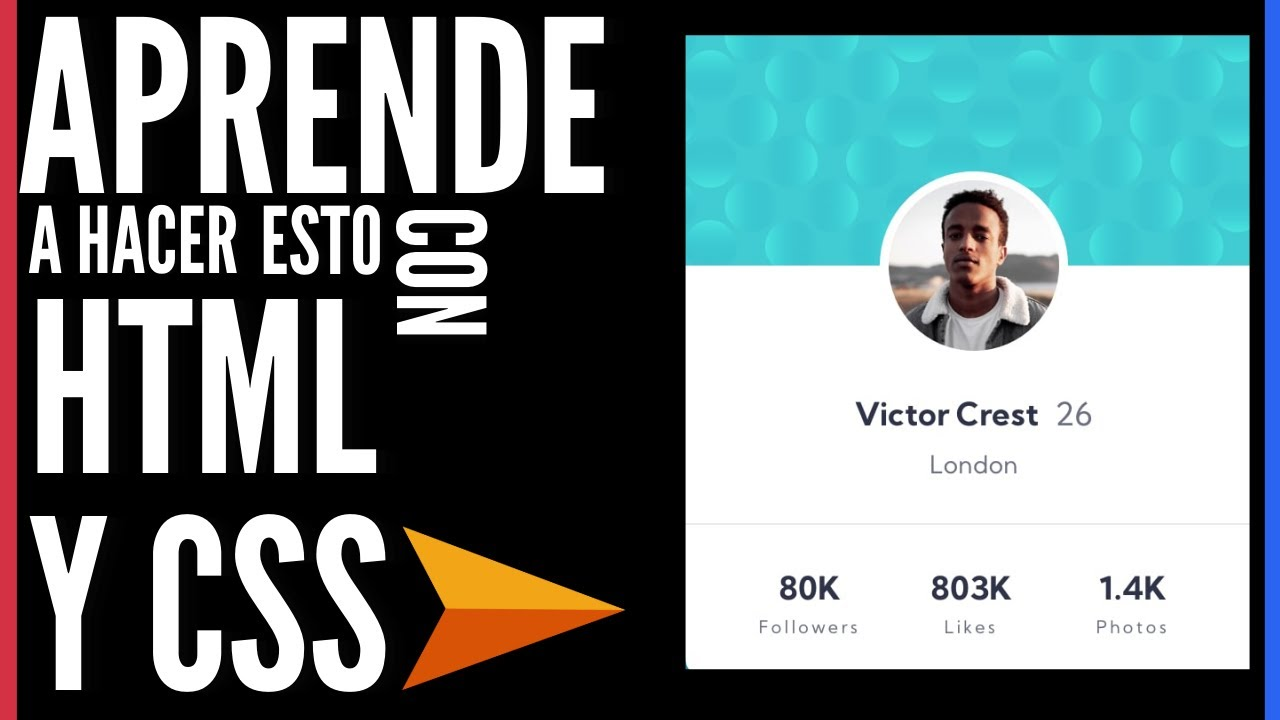 APRENDE
A HACER ESTO
CON
HTML
Y CSS
Victor Crest 26
London
80K 803K 1.4K
Followers Likes Photos